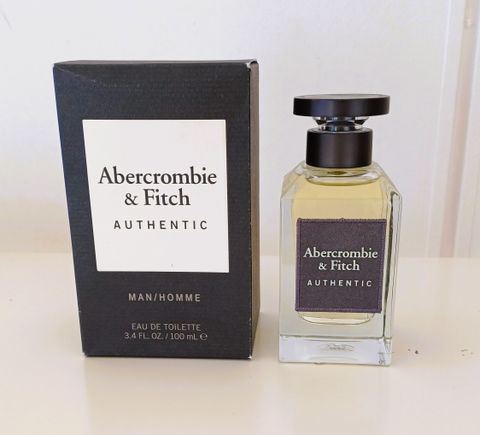 Abercrombie
& Fitch
AUTHENTIC
MAN/HOMME
EAU DE TOILETTE
3.4 FL. OZ. / 100 mL ℮
Abercrombie
& Fitch
AUTHENTIC